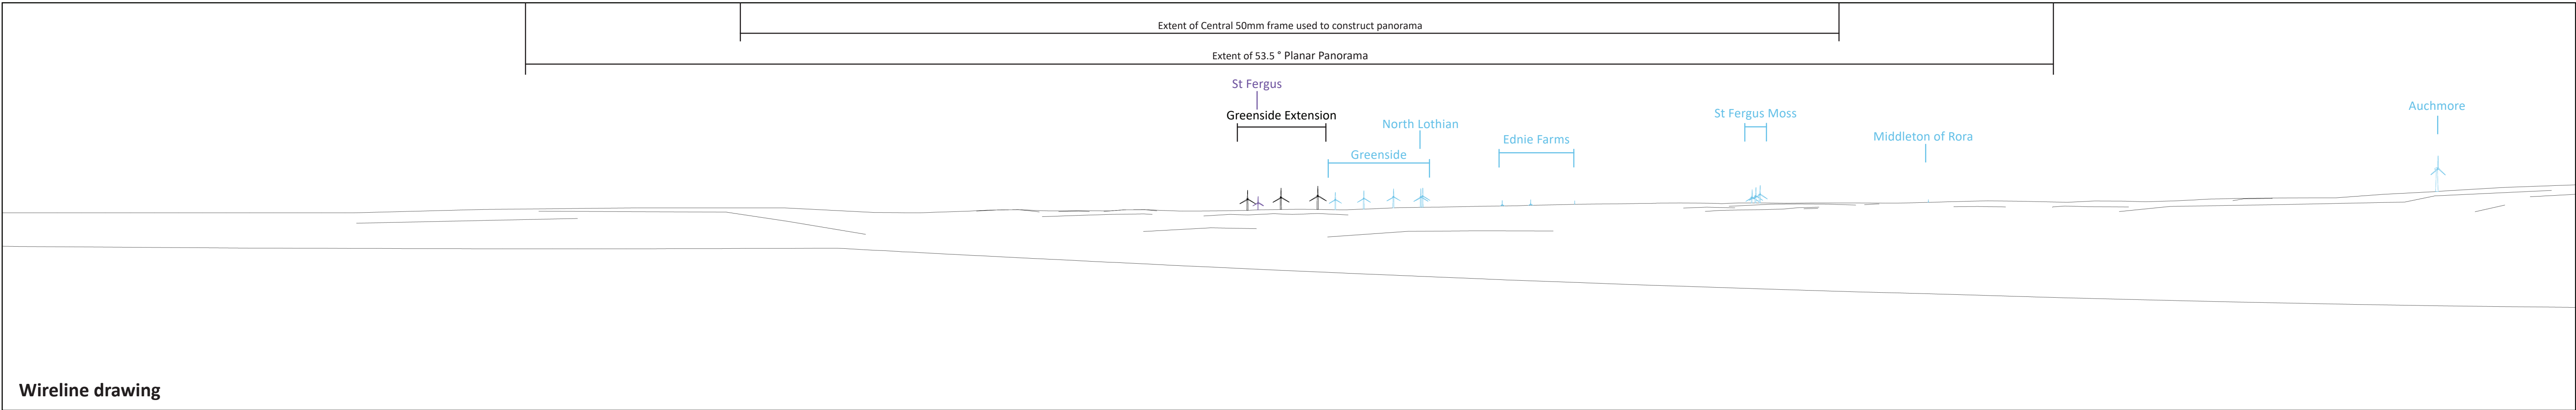 Extent of Central 50mm frame used to construct panorama
Extent of 53.5 ° Planar Panorama
St Fergus
Greenside Extension
North Lothian
Greenside
Ednie Farms
St Fergus Moss
Middleton of Rora
Auchmore
Wireline drawing